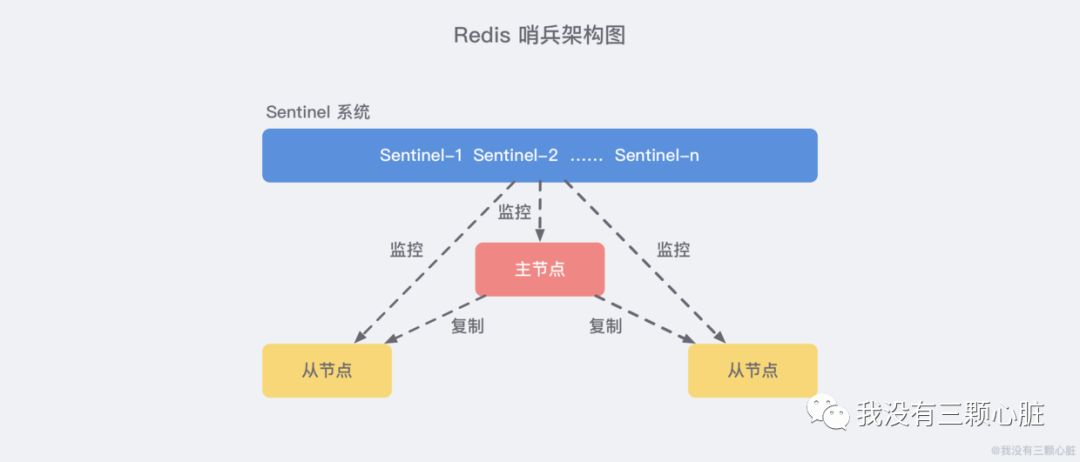 Redis 哨兵架构图
Sentinel 系统
Sentinel-1 Sentinel-2 …… Sentinel-n
监控
监控
监控
主节点
复制
复制
从节点
从节点
我没有三颗心脏
@我没有三颗心脏